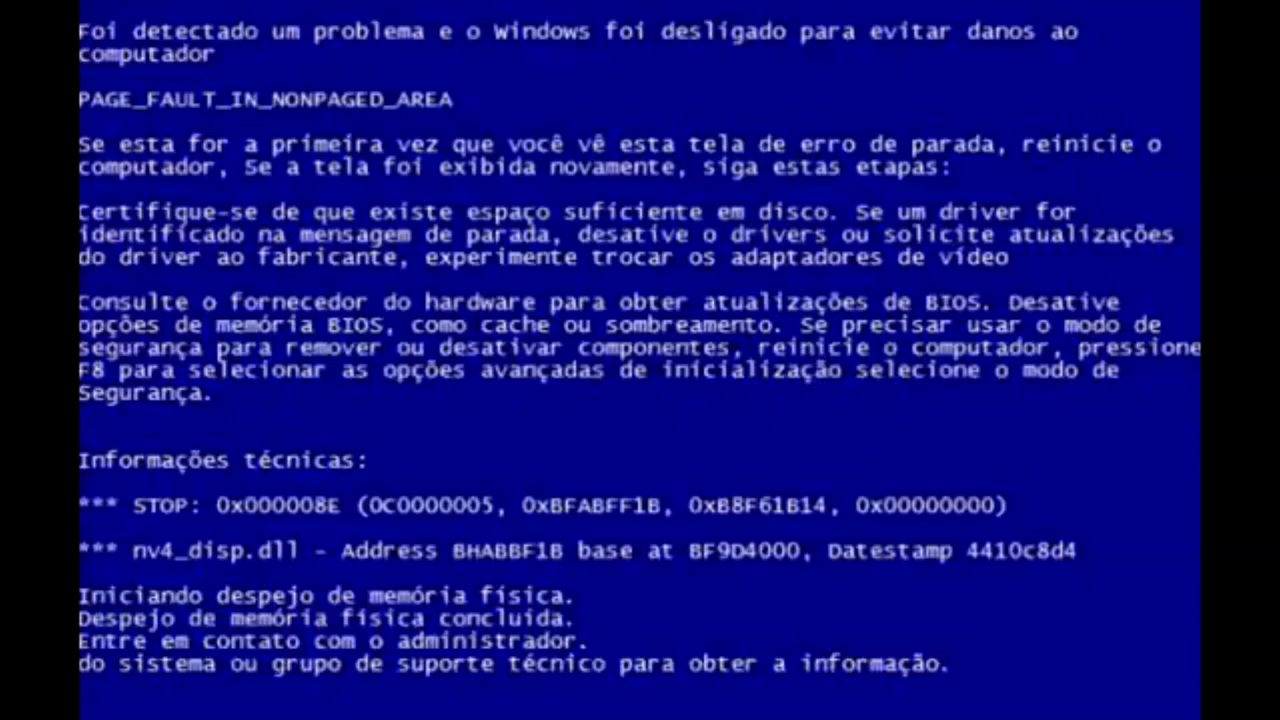 Foi detectado um problema e o Windows foi desligado para evitar danos ao
computador
PAGE_FAULT_IN_NONPAGED_AREA
Se esta for a primeira vez que você vê esta tela de erro de parada, reinicie o
computador, Se a tela foi exibida novamente, siga estas etapas:
Certifique-se de que existe espaço suficiente em disco. Se um driver for
identificado na mensagem de parada, desative o drivers ou solicite atualizações
do driver ao fabricante, experimente trocar os adaptadores de vídeo
Consulte o fornecedor do hardware para obter atualizações de BIOS. Desative
opções de memória BIOS, como cache ou sombreamento. Se precisar usar o modo de
segurança para remover ou desativar componentes, reinicie o computador, pressione
F8 para selecionar as opções avançadas de inicialização selecione o modo de
Segurança.
Informações técnicas:
*** STOP: 0x000008E (0C0000005, 0xBFABFF1B, 0xB8F61B14, 0x00000000)
*** nv4_disp.dll - Address BHABBF1B base at BF9D4000, Datestamp 4410c8d4
Iniciando despejo de memória física.
Despejo de memória física concluída.
Entre em contato com o administrador.
do sistema ou grupo de suporte técnico para obter a informação.